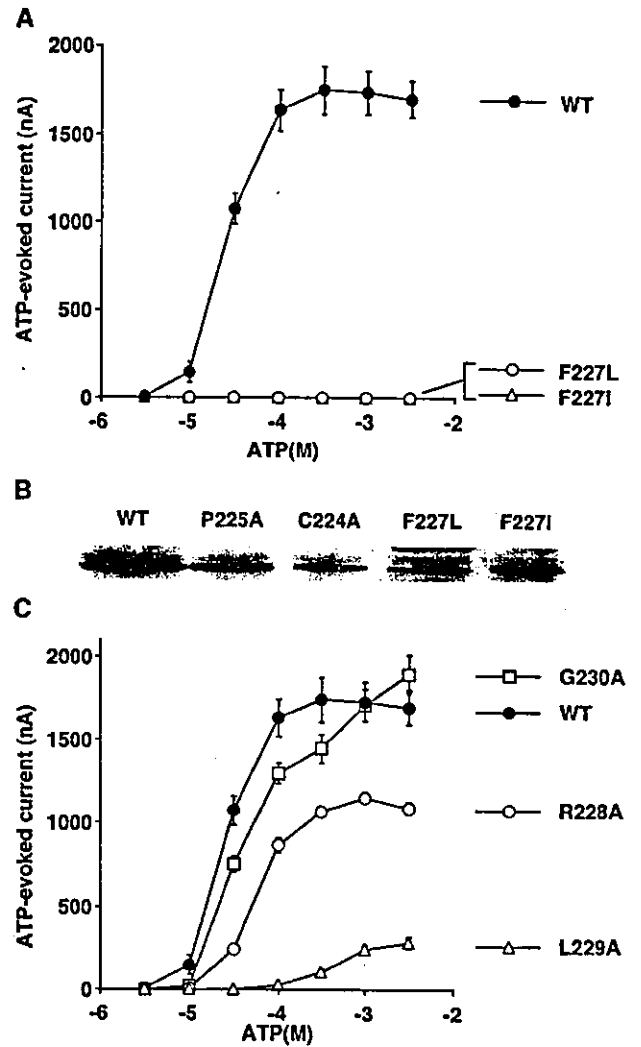 A
2000
1500
1000
500
0
ATP-evoked current (nA)
-6 -5 -4 -3 -2
ATP(M)
WT
F227L
F227I
B
WT P225A C224A F227L F227I
C
2000
1500
1000
500
0
ATP-evoked current (nA)
-6 -5 -4 -3 -2
ATP(M)
G230A
WT
R228A
L229A